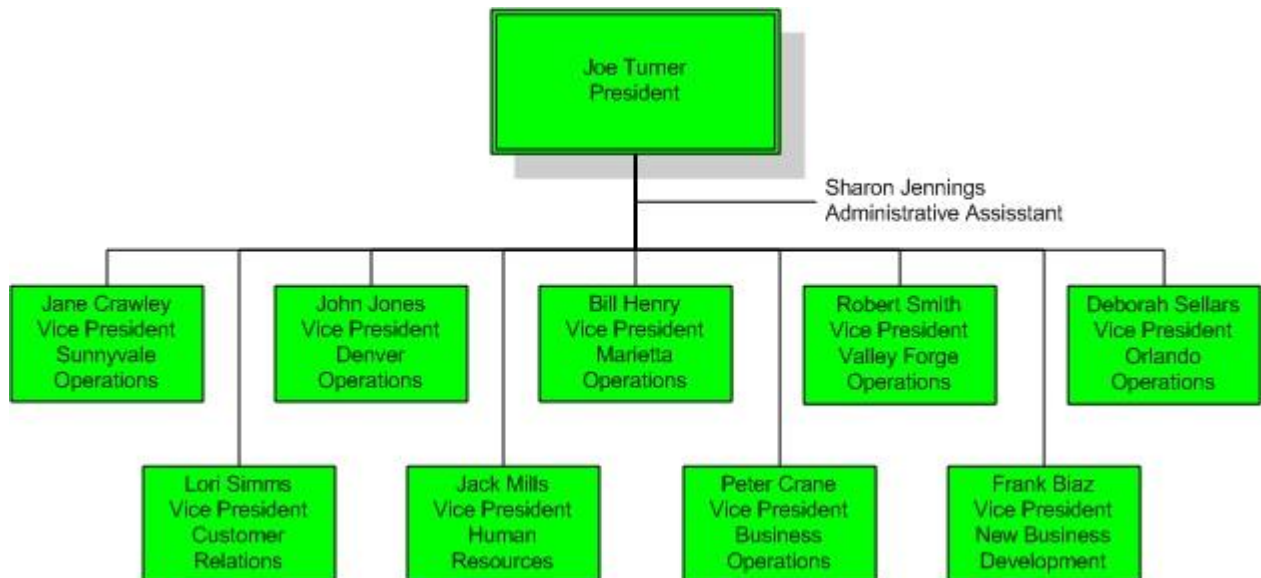 Joe Turner
President
Sharon Jennings
Administrative Assisstant
Jane Crawley
Vice President
Sunnyvale
Operations
John Jones
Vice President
Denver
Operations
Bill Henry
Vice President
Marietta
Operations
Robert Smith
Vice President
Valley Forge
Operations
Deborah Sellars
Vice President
Orlando
Operations
Lori Simms
Vice President
Customer
Relations
Jack Mills
Vice President
Human
Resources
Peter Crane
Vice President
Business
Operations
Frank Biaz
Vice President
New Business
Development